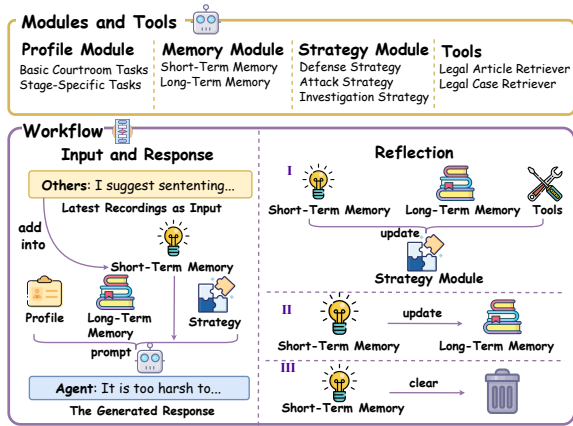 Modules and Tools
Profile Module
Basic Courtroom Tasks
Stage-Specific Tasks
Memory Module
Short-Term Memory
Long-Term Memory
Strategy Module
Defense Strategy
Attack Strategy
Investigation Strategy
Tools
Legal Article Retriever
Legal Case Retriever
Workflow
Input and Response
Others: I suggest sententing...
Latest Recordings as Input
add
into
Short-Term Memory
Profile
Long-Term
Memory
Strategy
prompt
Agent: It is too harsh to...
The Generated Response
Reflection
I
Short-Term Memory
Long-Term Memory
Tools
update
Strategy Module
II
Short-Term Memory
update
Long-Term Memory
III
Short-Term Memory
clear